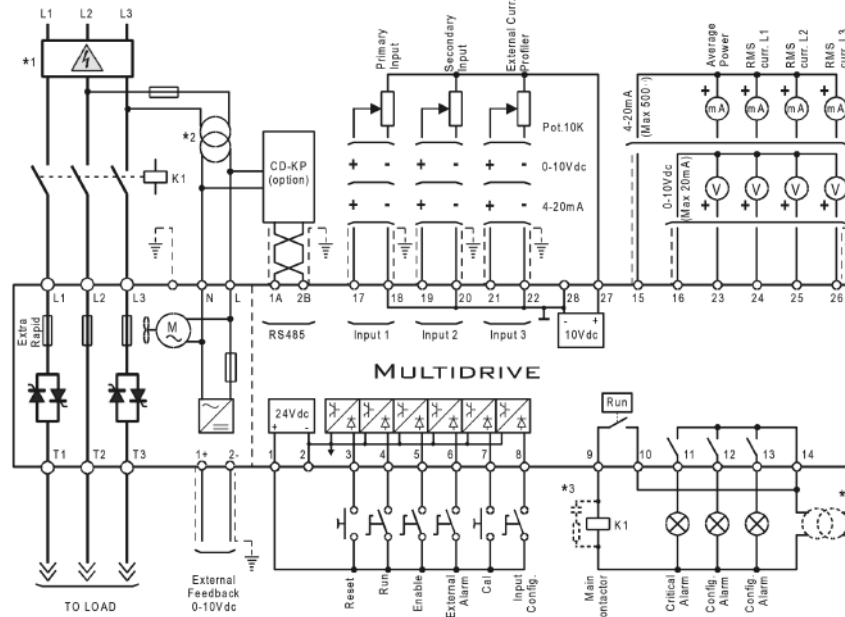 L1 L2 L3
*1
*2
K1
CD-KP
(option)
Primary
Input
Secondary
Input
External Curr.
Profiler
Pot.10K
+ - + - + - 0-10Vdc
+ - + - + - 4-20mA
4-20mA
(Max 500
0-10Vdc
(Max 20mA)
Average
Power
RMS
curr. L1
RMS
curr. L2
RMS
curr. L3
+ mA + mA + mA + mA
V V V V
+ + + +
L1 L2 L3 N L 1A 2B 17 18 19 20 21 22 28 27 15 16 23 24 25 26
RS485 Input 1 Input 2 Input 3
- +
10Vdc
Extra
Rapid
M
MULTIDRIVE
24Vdc
+ -
Run
T1 T2 T3 1+ 2- 1 2 3 4 5 6 7 8 9 10 11 12 13 14
*3
K1
*
TO LOAD
External
Feedback
0-10Vdc
Reset
Run
Enable
External
Alarm
Cal
Input
Config.
Main
contactor
Critical
Alarm
Config.
Alarm
Config.
Alarm